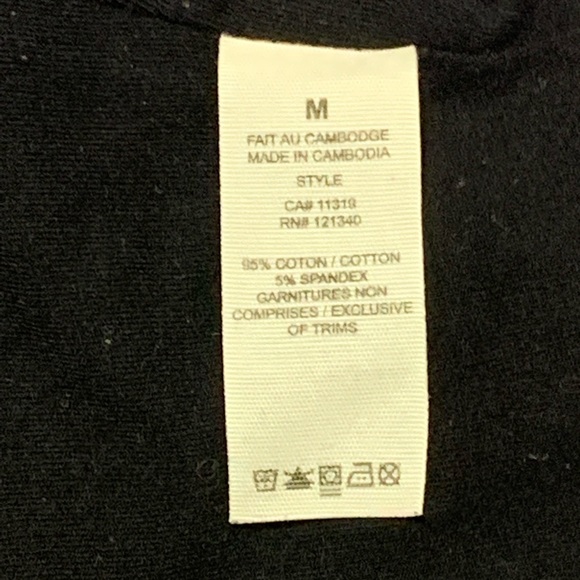 M
FAIT AU CAMBODGE
MADE IN CAMBODIA
STYLE
CA# 11319
RN# 121340
95% COTON / COTTON
5% SPANDEX
GARNITURES NON
COMPRISES / EXCLUSIVE
OF TRIMS